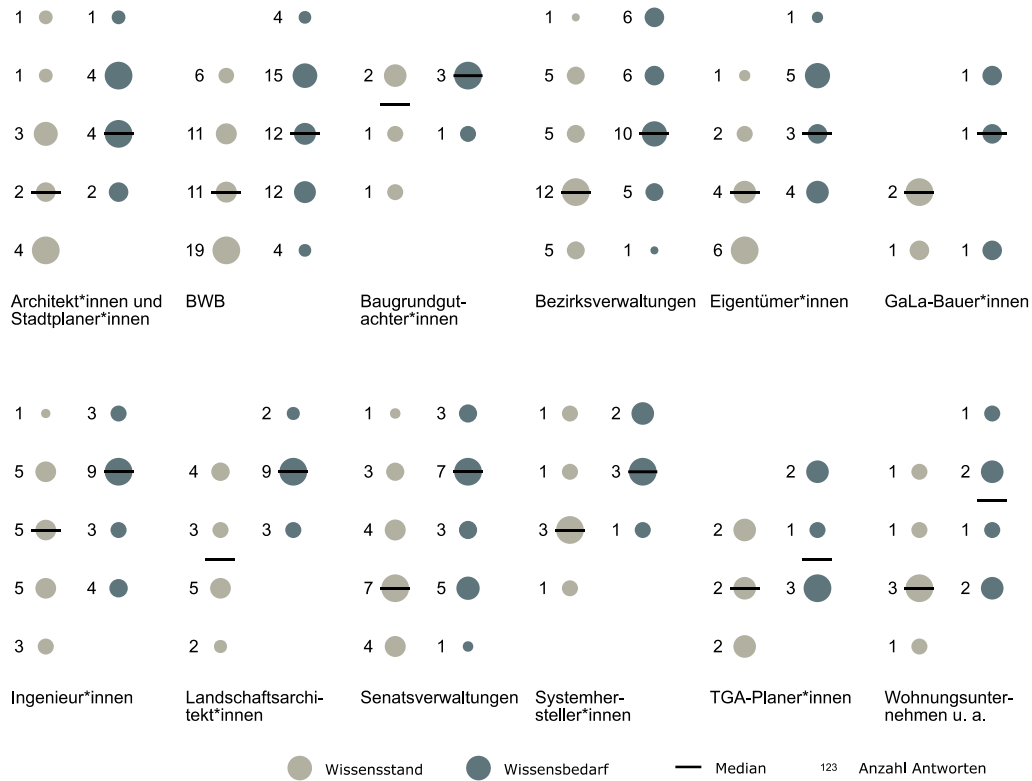 1 1 4 1 6 1
1 4 6 15 2 3 5 6 1 5 1
3 4 11 12 1 1 5 10 2 3 1
2 2 11 12 1 12 5 4 4 2
4 19 4 5 1 6 1 1
Architekt*innen und BWB Baugrundgut- Bezirksverwaltungen Eigentümer*innen GaLa-Bauer*innen
Stadtplaner*innen achter*innen
1 3 2 1 3 1 2 1
5 9 4 9 3 7 1 3 2 1 2
5 3 3 3 4 3 3 1 2 1 1 1
5 4 5 7 5 1 2 3 3 2
3 2 4 1 2 1
Ingenieur*innen Landschaftsarchi- Senatsverwaltungen Systemher- TGA-Planer*innen Wohnungsunter-
tekt*innen steller*innen nehmen u. a.
Wissensstand Wissensbedarf Median 123 Anzahl Antworten